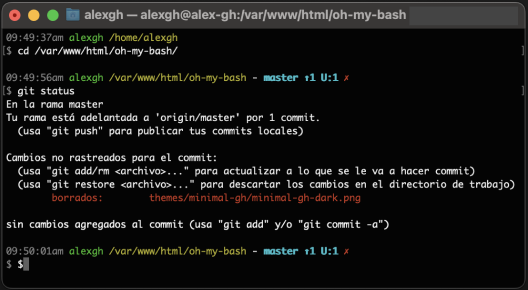 alexgh — alexgh@alex-gh:/var/www/html/oh-my-bash
09:49:37am alexgh /home/alexgh
[$ cd /var/www/html/oh-my-bash/ ]
09:49:56am alexgh /var/www/html/oh-my-bash - master ↑1 U:1 ✗
[$ git status ]
En la rama master
Tu rama está adelantada a 'origin/master' por 1 commit.
(usa "git push" para publicar tus commits locales)
Cambios no rastreados para el commit:
(usa "git add/rm <archivo>..." para actualizar a lo que se le va a hacer commit)
(usa "git restore <archivo>..." para descartar los cambios en el directorio de trabajo)
borrados: themes/minimal-gh/minimal-gh-dark.png
sin cambios agregados al commit (usa "git add" y/o "git commit -a")
09:50:01am alexgh /var/www/html/oh-my-bash - master ↑1 U:1 ✗
$ $